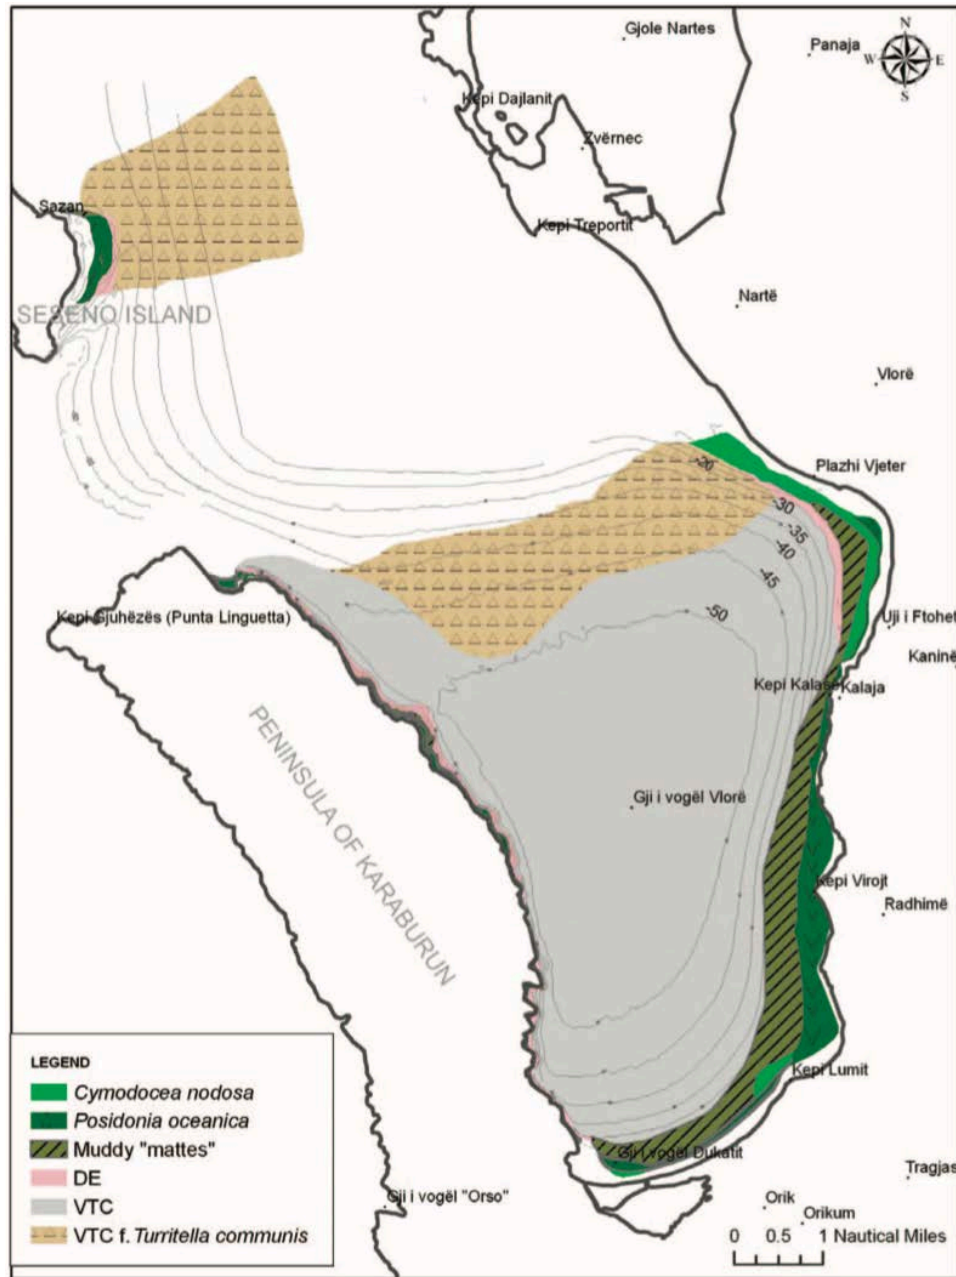 Gjole Nartes
Panaja
N
W E
S
Kepi Dajlanit
Zvërnec
Sazan
Kepi Treportit
SESENO ISLAND
Nartë
Vlorë
Plazhi Vjeter
-20
-30
-35
-40
-45
-50
Kepi Gjuhëzës (Punta Linguetta)
Uji i Ftohet
Kaninë
Kepi Kalasë
Kalaja
PENINSULA OF KARABURUN
Gji i vogël Vlorë
Kepi Virojt
Radhimë
Kepi Lumit
Gji i vogël Dukatit
Tragjas
Gji i vogël "Orso"
Orik
Orikum
LEGEND
Cymodocea nodosa
Posidonia oceanica
Muddy "mattes"
DE
VTC
VTC f. Turritella communis
0 0.5 1 Nautical Miles